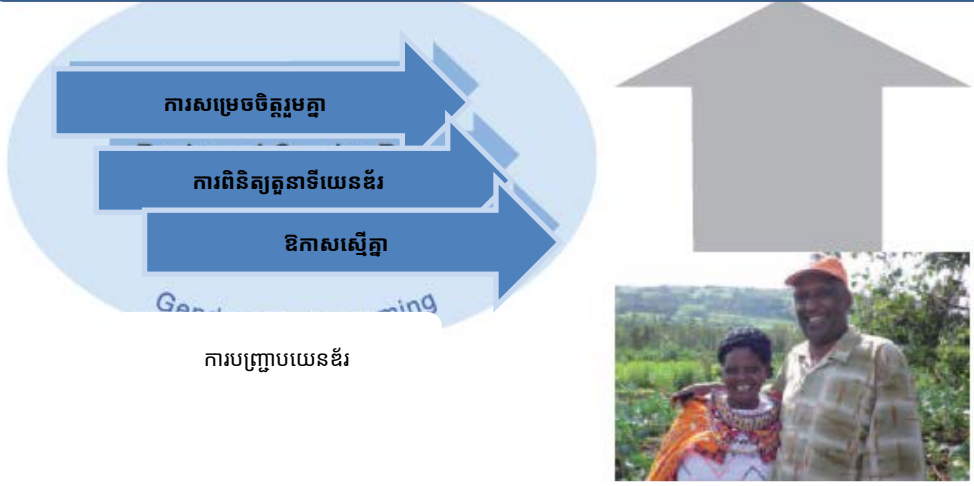 ការសម្រេចចិត្តរួមគ្នា
ការពិនិត្យតួនាទីយេនឌ័រ
ឱកាសស្មើគ្នា
ការបញ្ជ្រាបយេនឌ័រ